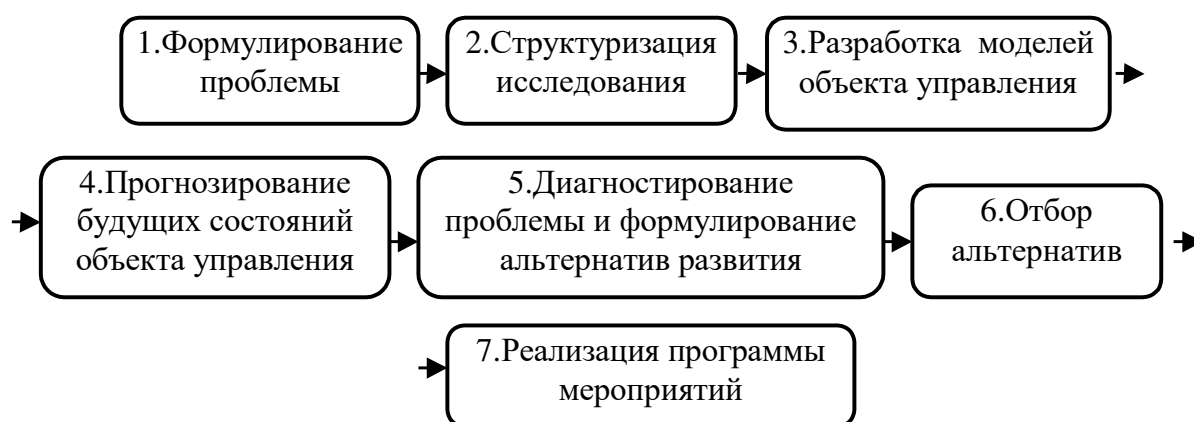 1.Формулирование
проблемы
2.Структуризация
исследования
3.Разработка моделей
объекта управления
4.Прогнозирование
будущих состояний
объекта управления
5.Диагностирование
проблемы и формулирование
альтернатив развития
6.Отбор
альтернатив
7.Реализация программы
мероприятий